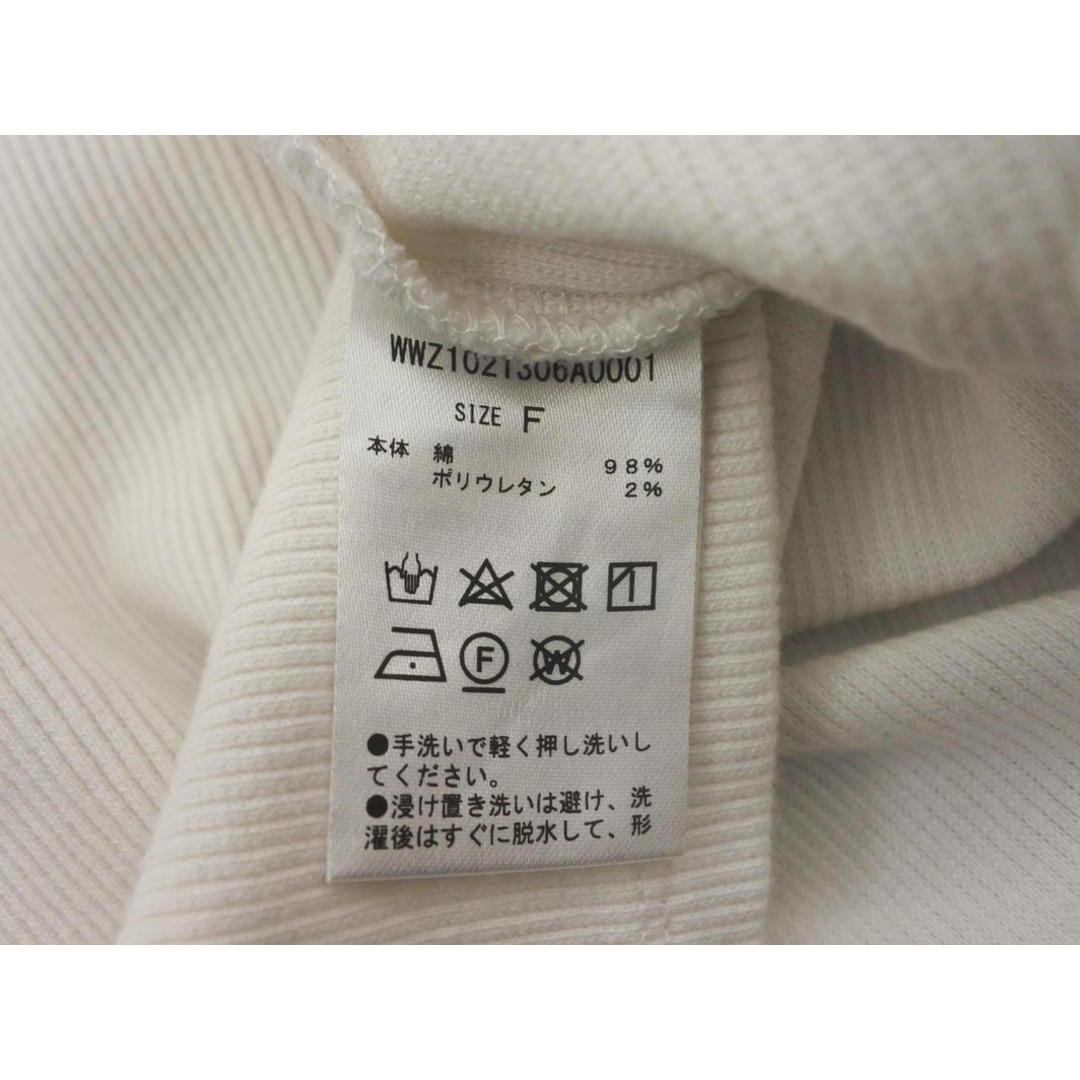 WWZ1021306A0001
SIZE F
本体 綿 98%
ポリウレタン 2%
F W
●手洗いで軽く押し洗いし
てください。
●浸け置き洗いは避け、洗
濯後はすぐに脱水して、形